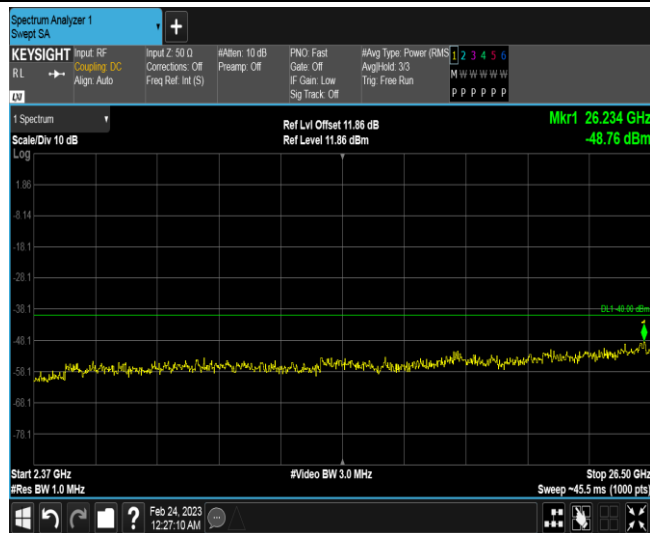 Spectrum Analyzer 1
Swept SA
+
KEYSIGHT
RL
Input: RF
Coupling: DC
Align: Auto
Input Z: 50 Ω
Corrections: Off
Freq Ref: Int (S)
#Atten: 10 dB
Preamp: Off
PNO: Fast
Gate: Off
IF Gain: Low
Sig Track: Off
#Avg Type: Power (RMS
Avg|Hold: 3/3
Trig: Free Run
1 2 3 4 5 6
M W W W W W
P P P P P P
1 Spectrum
Scale/Div 10 dB
Ref Lvl Offset 11.86 dB
Ref Level 11.86 dBm
Mkr1 26.234 GHz
-48.76 dBm
Log
1.86
-8.14
-18.1
-28.1
-38.1
DL1 -40.00 dBm
1
-48.1
-58.1
-68.1
-78.1
Start 2.37 GHz
#Video BW 3.0 MHz
Stop 26.50 GHz
#Res BW 1.0 MHz
Sweep ~45.5 ms (1000 pts)
?
Feb 24, 2023
12:27:10 AM